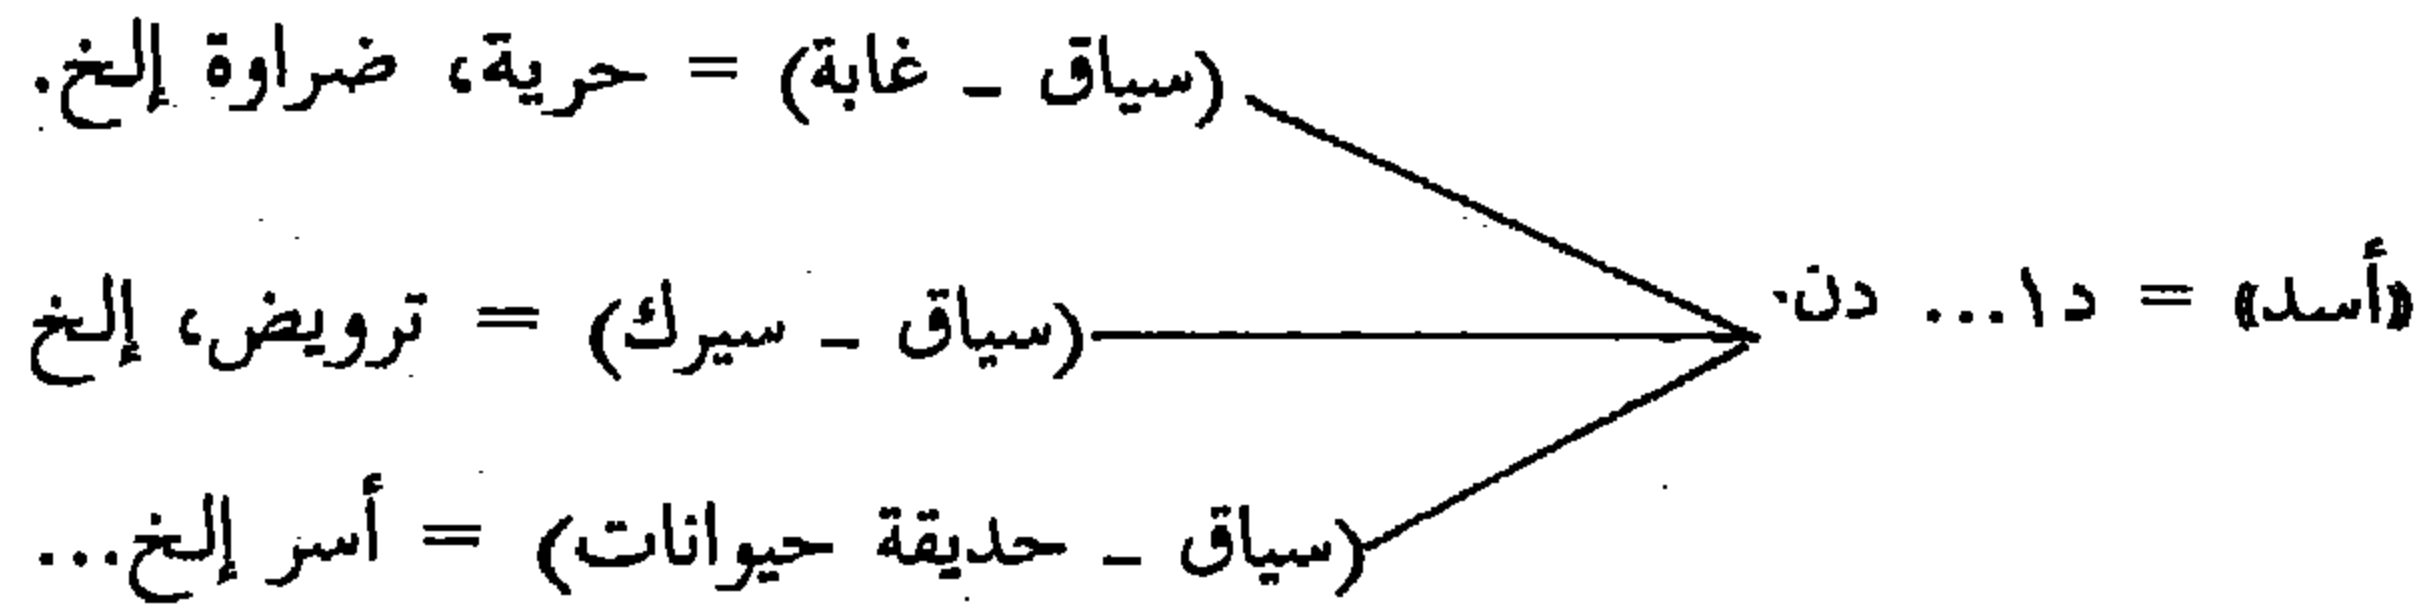 (سياق - غابة) = حرية، ضراوة إلخ.
«أسد» = د١... دن.
(سياق - سيرك) = ترويض، إلخ
(سياق - حديقة حيوانات) = أسر إلخ...